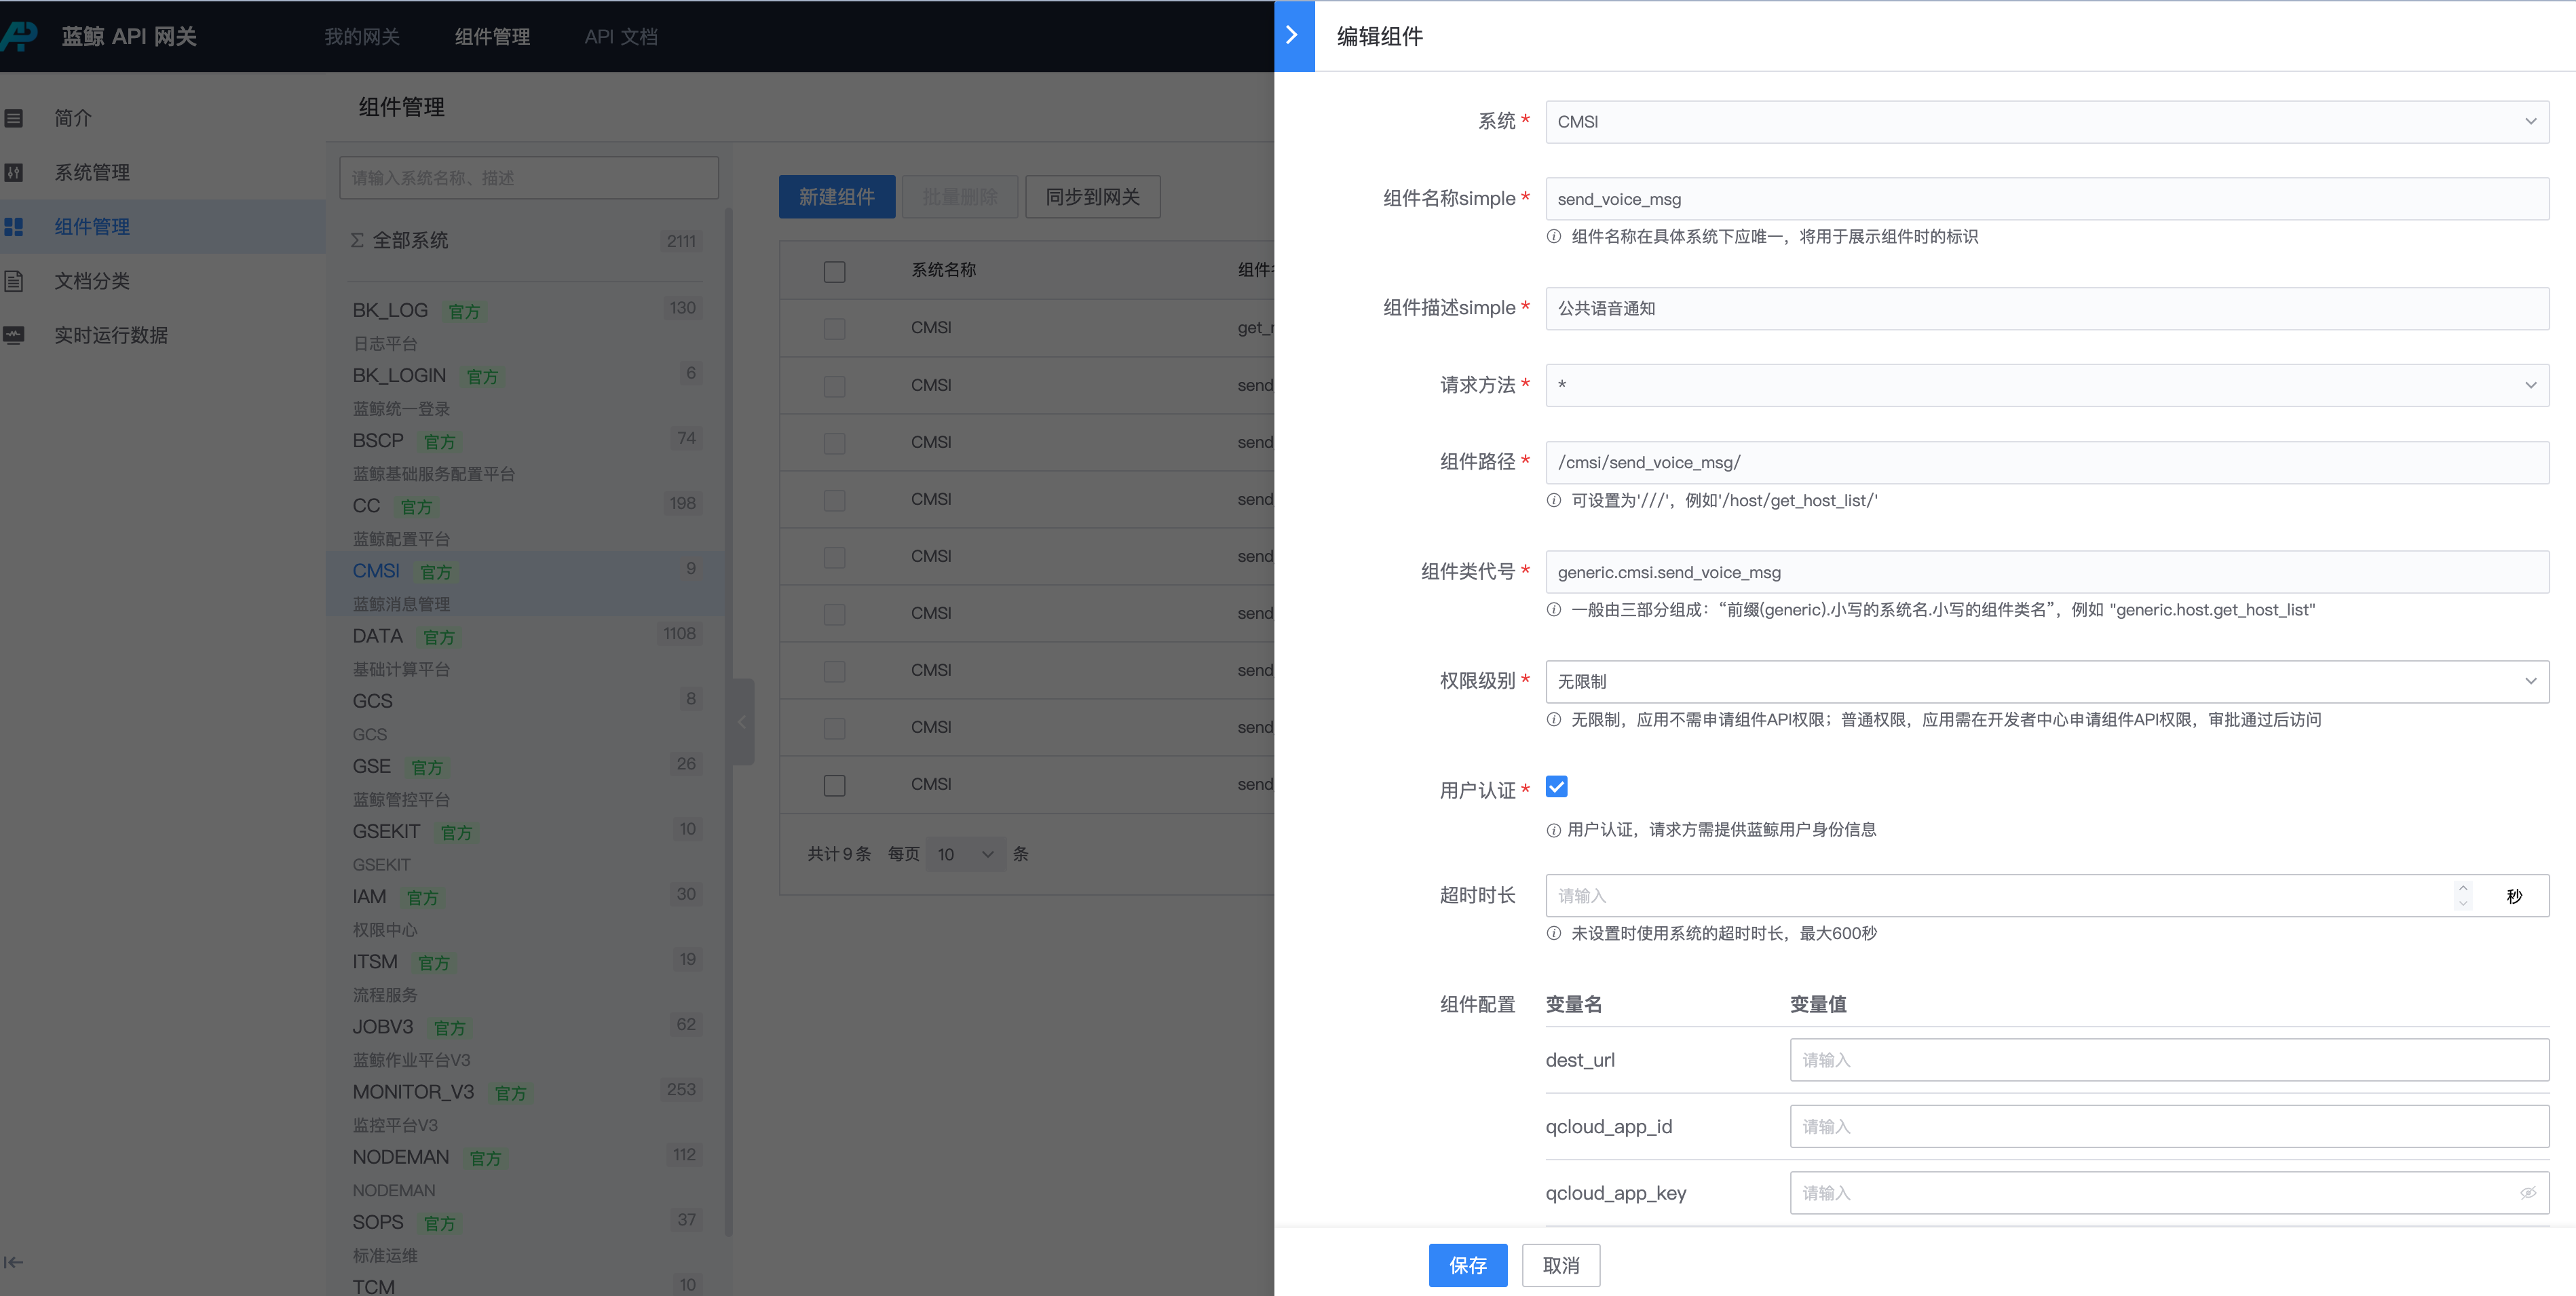 蓝鲸 API 网关
我的网关
组件管理
API 文档
简介
系统管理
组件管理
文档分类
实时运行数据
组件管理
请输入系统名称、描述
全部系统 2111
BK_LOG 官方 130
日志平台
BK_LOGIN 官方 6
蓝鲸统一登录
BSCP 官方 74
蓝鲸基础服务配置平台
CC 官方 198
蓝鲸配置平台
CMSI 官方 9
蓝鲸消息管理
DATA 官方 1108
基础计算平台
GCS 8
GCS
GSE 官方 26
蓝鲸管控平台
GSEKIT 官方 10
GSEKIT
IAM 官方 30
权限中心
ITSM 官方 19
流程服务
JOBV3 官方 62
蓝鲸作业平台V3
MONITOR_V3 官方 253
监控平台V3
NODEMAN 官方 112
NODEMAN
SOPS 官方 37
标准运维
TCM 10
新建组件 批量删除 同步到网关
系统名称 组件
CMSI get_
CMSI send_
CMSI send_
CMSI send_
CMSI send_
CMSI send_
CMSI send_
CMSI send_
CMSI send_
共计9条 每页 10 条
编辑组件
系统 * CMSI
组件名称simple * send_voice_msg
组件名称在具体系统下应唯一，将用于展示组件时的标识
组件描述simple * 公共语音通知
请求方法 * *
组件路径 * /cmsi/send_voice_msg/
可设置为'///'，例如'/host/get_host_list/'
组件类代号 * generic.cmsi.send_voice_msg
一般由三部分组成：“前缀(generic).小写的系统名.小写的组件类名”，例如 "generic.host.get_host_list"
权限级别 * 无限制
无限制，应用不需申请组件API权限；普通权限，应用需在开发者中心申请组件API权限，审批通过后访问
用户认证 *
用户认证，请求方需提供蓝鲸用户身份信息
超时时长 请输入 秒
未设置时使用系统的超时时长，最大600秒
组件配置 变量名 变量值
dest_url 请输入
qcloud_app_id 请输入
qcloud_app_key 请输入
保存 取消